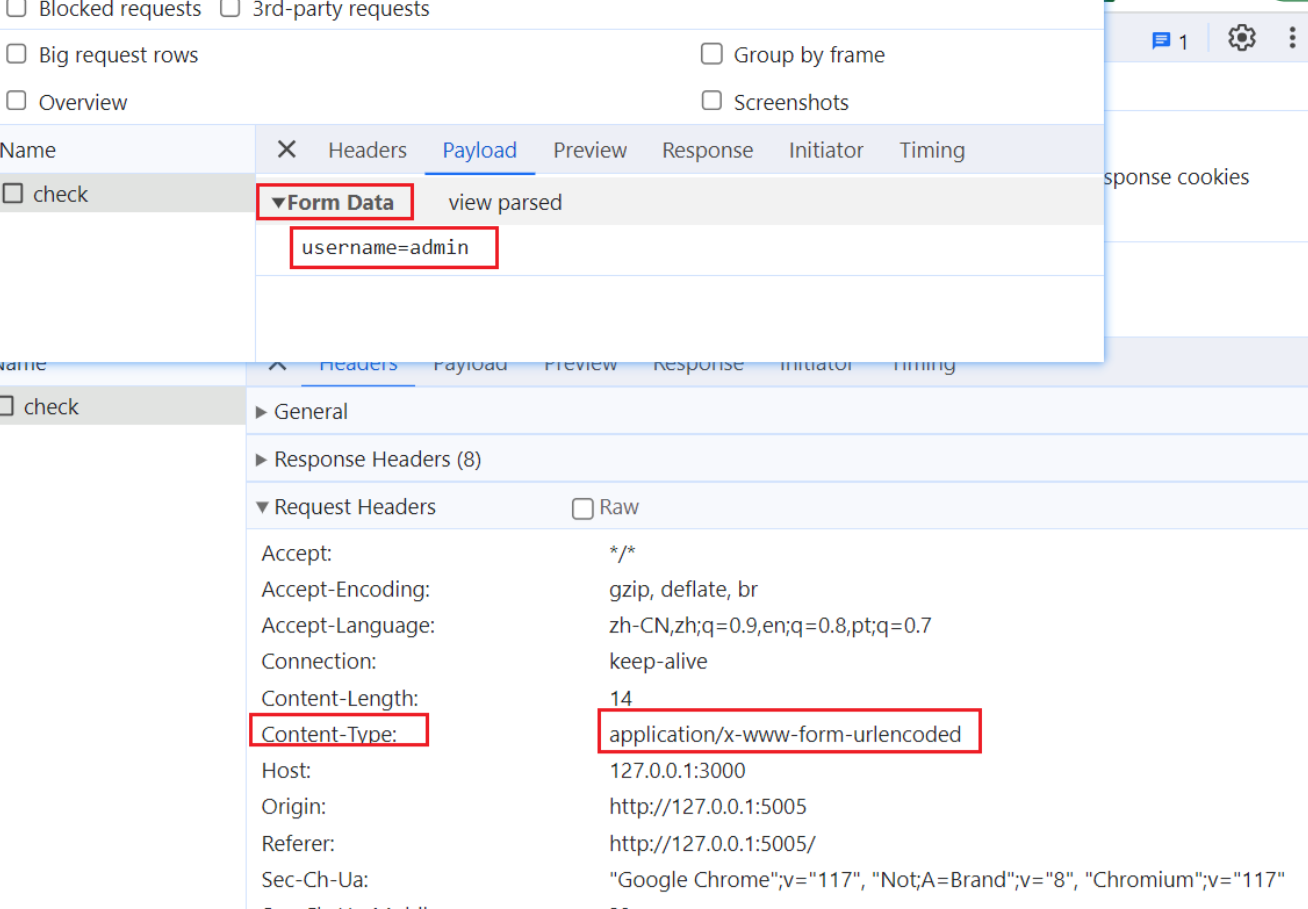 Blocked requests 3rd-party requests
Big request rows Group by frame
Overview Screenshots
1
Name Headers Payload Preview Response Initiator Timing
sponse cookies
check
▼Form Data view parsed
username=admin
Name Headers Payload Preview Response Initiator Timing
check
General
Response Headers (8)
Request Headers Raw
Accept: */*
Accept-Encoding: gzip, deflate, br
Accept-Language: zh-CN,zh;q=0.9,en;q=0.8,pt;q=0.7
Connection: keep-alive
Content-Length: 14
Content-Type: application/x-www-form-urlencoded
Host: 127.0.0.1:3000
Origin: http://127.0.0.1:5005
Referer: http://127.0.0.1:5005/
Sec-Ch-Ua: "Google Chrome";v="117", "Not;A=Brand";v="8", "Chromium";v="117"